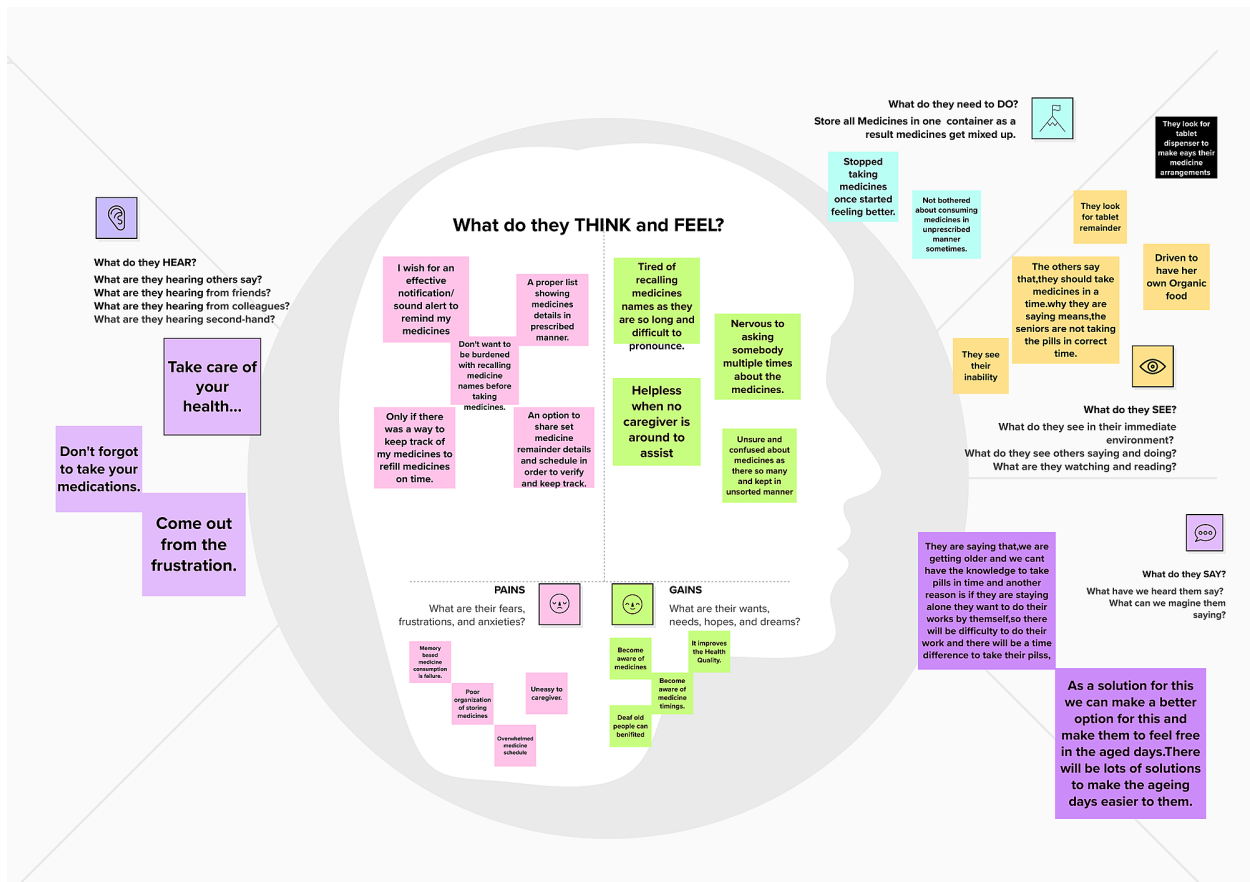 What do they need to DO?
Store all Medicines in one container as a
result medicines get mixed up.
Stopped
taking
medicines
once started
feeling better.
Not bothered
about consuming
medicines in
unprescribed
manner
sometimes.
They look for
tablet
dispenser to
make eays their
medicine
arrangements
What do they HEAR?
What are they hearing others say?
What are they hearing from friends?
What are they hearing from colleagues?
What are they hearing second-hand?
Take care of
your
health...
Don't forgot
to take your
medications.
Come out
from the
frustration.
What do they THINK and FEEL?
I wish for an
effective
notification/
sound alert to
remind my
medicines
A proper list
showing
medicines
details in
prescribed
manner.
Don't want to
be burdened
with recalling
medicine
names before
taking
medicines.
Only if there
was a way to
keep track of
my medicines to
refill medicines
on time.
An option to
share set
medicine
remainder details
and schedule in
order to verify
and keep track.
Tired of
recalling
medicines
names as they
are so long and
difficult to
pronounce.
Nervous to
asking
somebody
multiple times
about the
medicines.
Helpless
when no
caregiver is
around to
assist
Unsure and
confused about
medicines as
there so many
and kept in
unsorted manner
They look
for tablet
remainder
Driven to
have her
own Organic
food
The others say
that,they should take
medicines in a
time.why they are
saying means,the
seniors are not taking
the pills in correct
time.
They see
their
inability
What do they SEE?
What do they see in their immediate
environment?
What do they see others saying and doing?
What are they watching and reading?
PAINS
What are their fears,
frustrations, and anxieties?
GAINS
What are their wants,
needs, hopes, and dreams?
Memory
based
medicine
consumption
is failure.
Poor
organization
of storing
medicines
Uneasy to
caregiver.
Overwhelmed
medicine
schedule
Become
aware of
medicines
It improves
the Health
Quality.
Become
aware of
medicine
timings.
Deaf old
people can
benifited
What do they SAY?
What have we heard them say?
What can we magine them
saying?
They are saying that,we are
getting older and we cant
have the knowledge to take
pills in time and another
reason is if they are staying
alone they want to do their
works by themself,so there
will be difficulty to do their
work and there will be a time
difference to take their pilss,
As a solution for this
we can make a better
option for this and
make them to feel free
in the aged days.There
will be lots of solutions
to make the ageing
days easier to them.